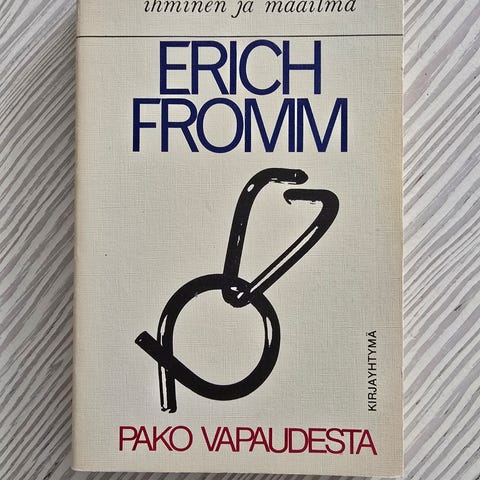 ihminen ja maailma
ERICH
FROMM
KIRJAYHTYMÄ
PAKO VAPAUDESTA